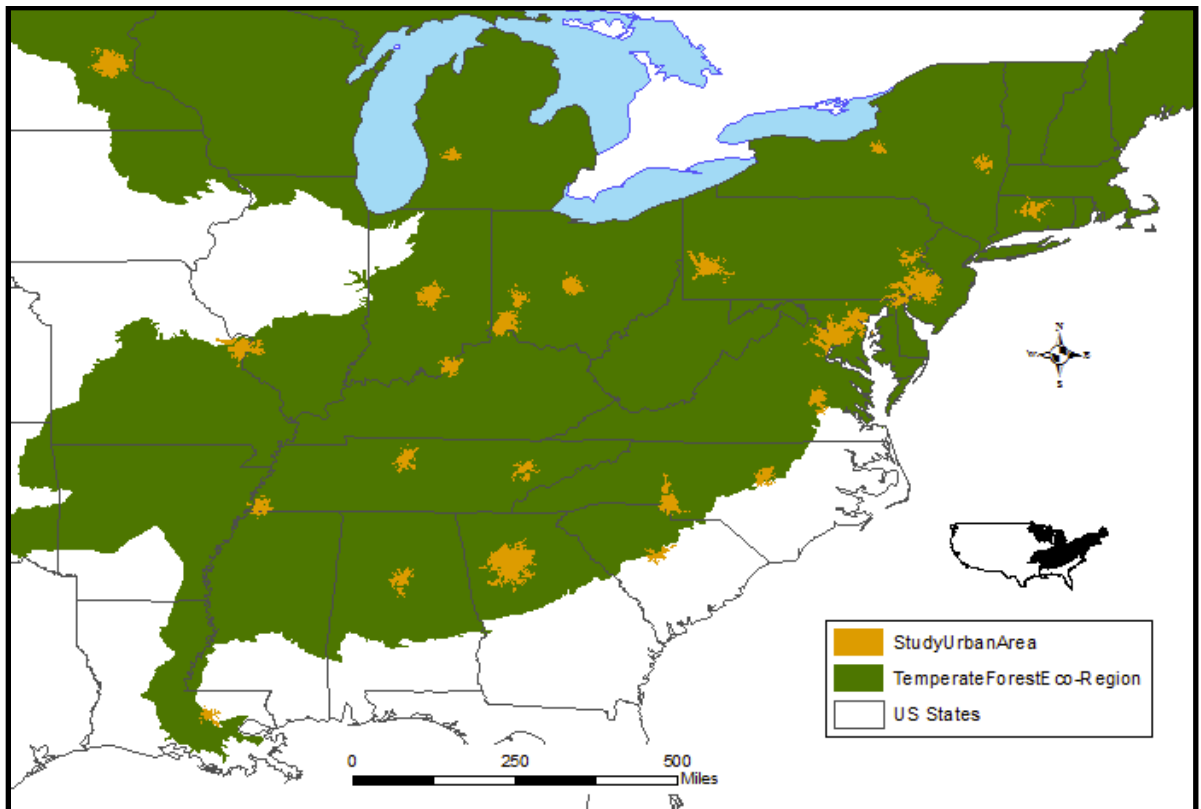 N
W E
S
StudyUrbanArea
TemperateForestEco-Region
US States
0 250 500
Miles